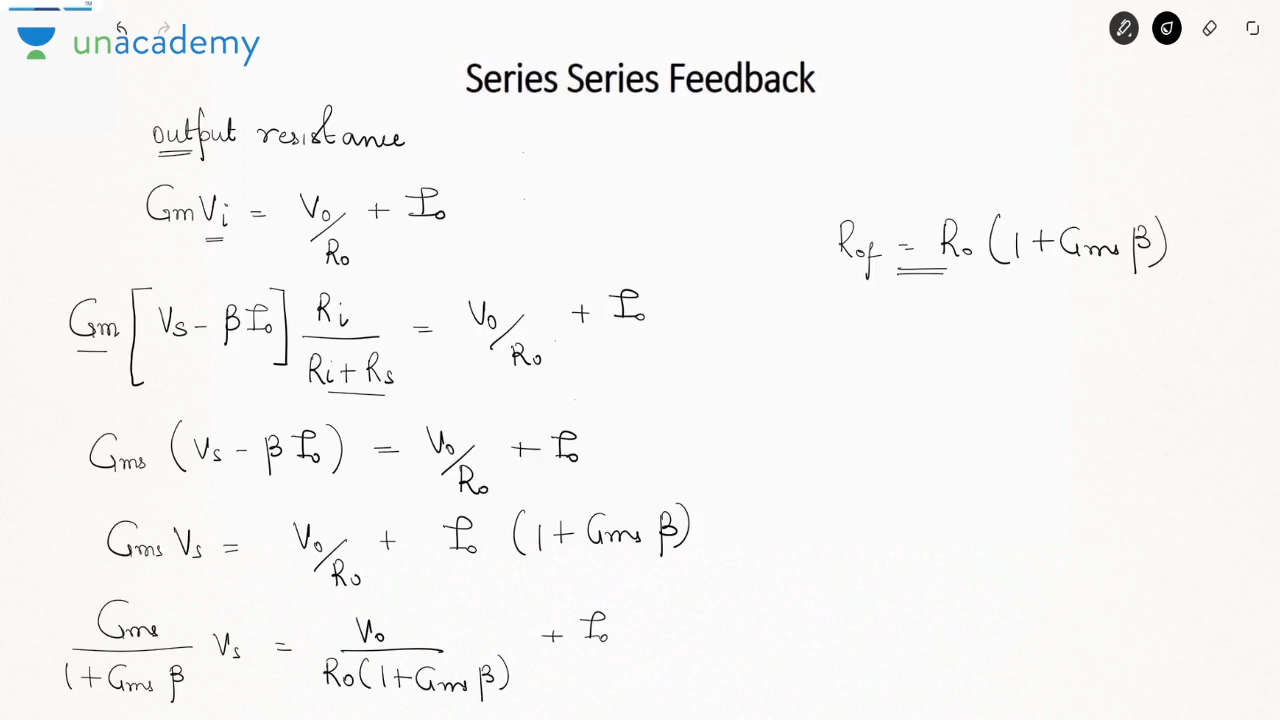 unacademy
TM
Series Series Feedback
output resistance
GmVi = Vo/Ro + Io
Rof = Ro (1 + Gms β)
Gm [Vs - βIo] Ri/(Ri + Rs) = Vo/Ro + Io
Gms (Vs - βIo) = Vo/Ro + Io
Gms Vs = Vo/Ro + Io (1 + Gms β)
Gms/(1 + Gms β) Vs = Vo/(Ro(1 + Gms β)) + Io